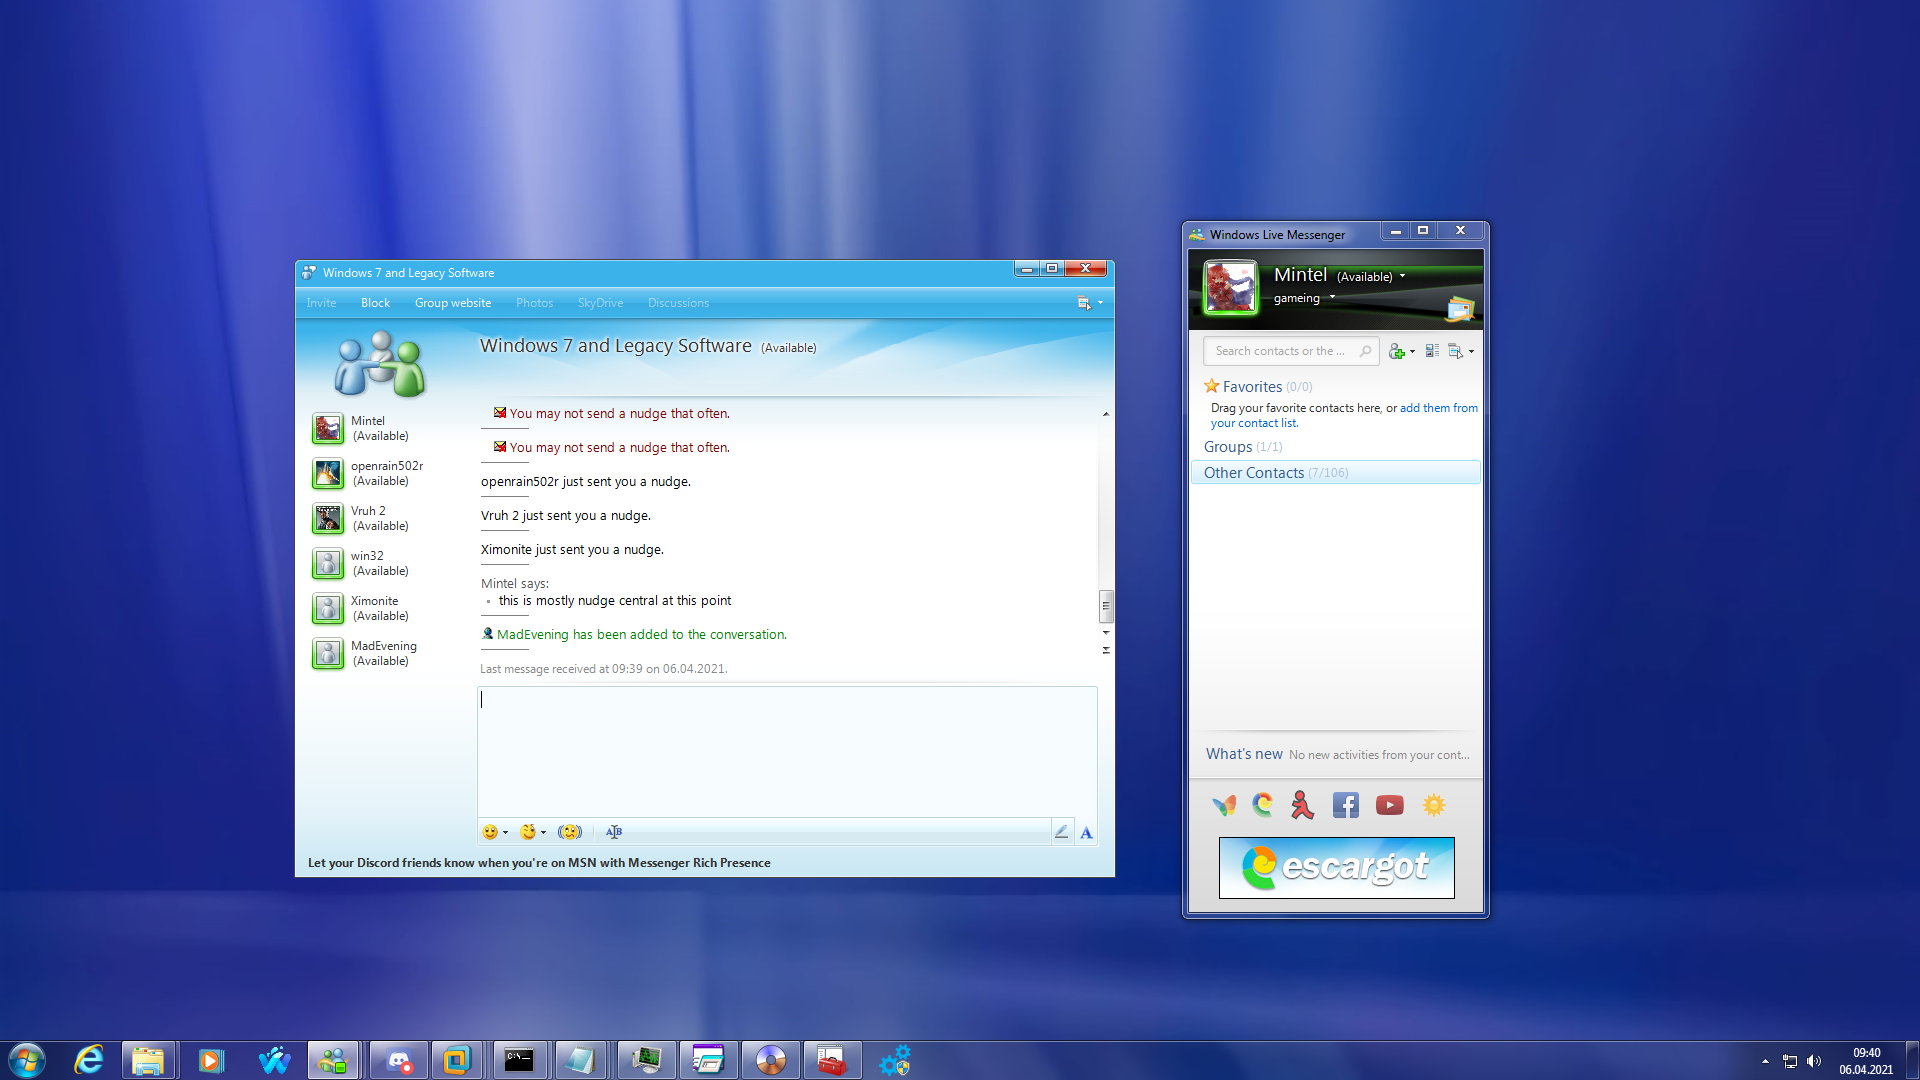 Windows 7 and Legacy Software
Invite Block Group website Photos SkyDrive Discussions
Windows 7 and Legacy Software (Available)
Mintel
(Available)
openrain502r
(Available)
Vruh 2
(Available)
win32
(Available)
Ximonite
(Available)
MadEvening
(Available)
You may not send a nudge that often.
You may not send a nudge that often.
openrain502r just sent you a nudge.
Vruh 2 just sent you a nudge.
Ximonite just sent you a nudge.
Mintel says:
this is mostly nudge central at this point
MadEvening has been added to the conversation.
Last message received at 09:39 on 06.04.2021.
AB
A
Let your Discord friends know when you're on MSN with Messenger Rich Presence
Windows Live Messenger
Mintel (Available)
gameing
Search contacts or the ...
Favorites (0/0)
Drag your favorite contacts here, or add them from
your contact list.
Groups (1/1)
Other Contacts (7/106)
What's new No new activities from your cont...
escargot
C:\_
09:40
06.04.2021